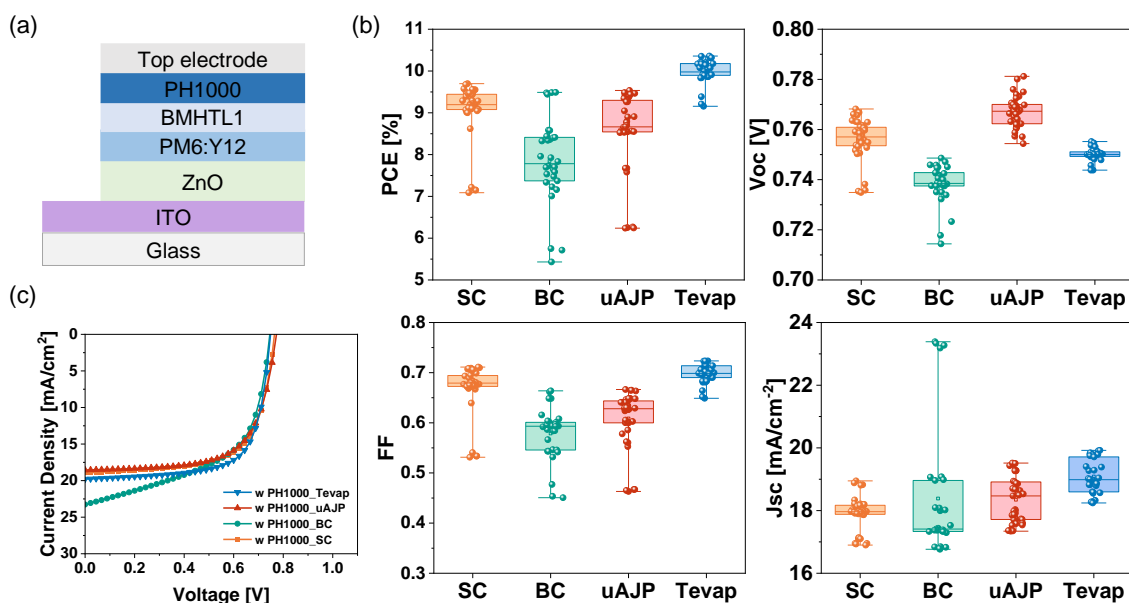 (a)
Top electrode
PH1000
BMHTL1
PM6:Y12
ZnO
ITO
Glass
(b)
PCE [%]
11
10
9
8
7
6
5
SC BC uAJP Tevap
Voc [V]
0.80
0.78
0.76
0.74
0.72
0.70
SC BC uAJP Tevap
(c)
Current Density [mA/cm²]
0
5
10
15
20
25
30
w PH1000_Tevap
w PH1000_uAJP
w PH1000_BC
w PH1000_SC
0.0 0.2 0.4 0.6 0.8 1.0
Voltage [V]
FF
0.8
0.7
0.6
0.5
0.4
0.3
SC BC uAJP Tevap
Jsc [mA/cm⁻²]
24
22
20
18
16
SC BC uAJP Tevap